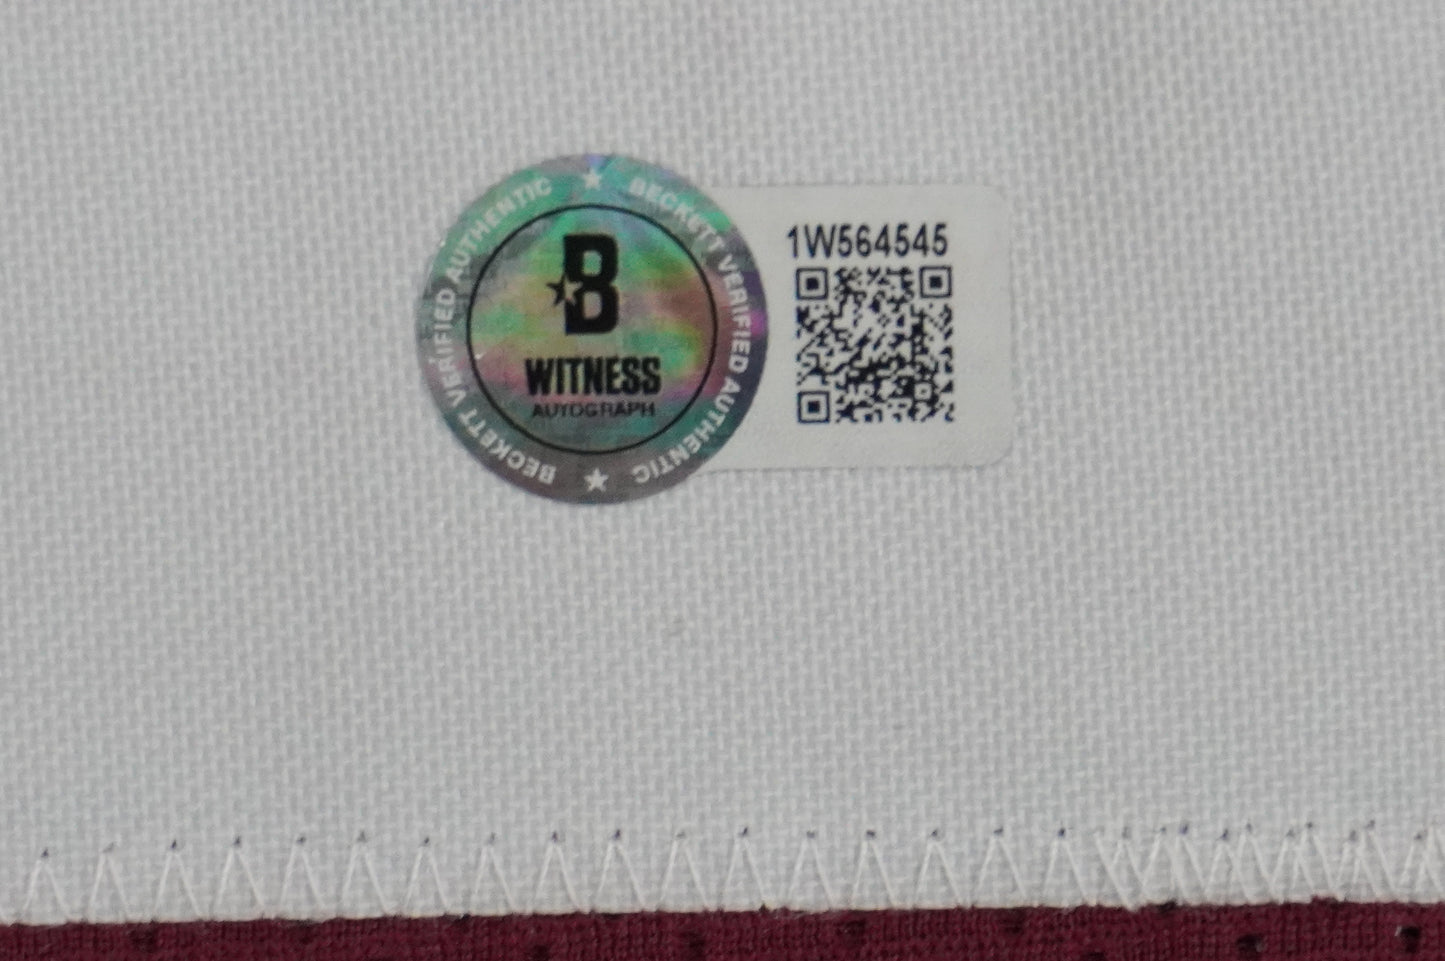 BECKETT VERIFIED AUTHENTIC
BECKETT VERIFIED AUTHENTIC
B
WITNESS
AUTOGRAPH
1W564545